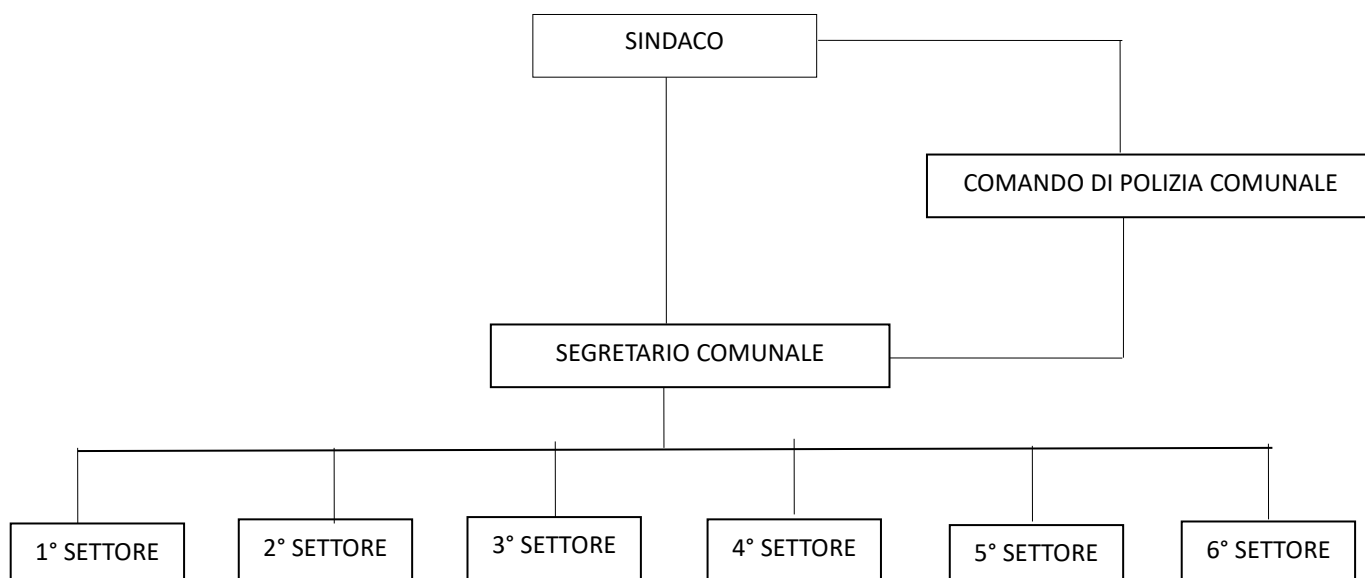 SINDACO
COMANDO DI POLIZIA COMUNALE
SEGRETARIO COMUNALE
1° SETTORE
2° SETTORE
3° SETTORE
4° SETTORE
5° SETTORE
6° SETTORE